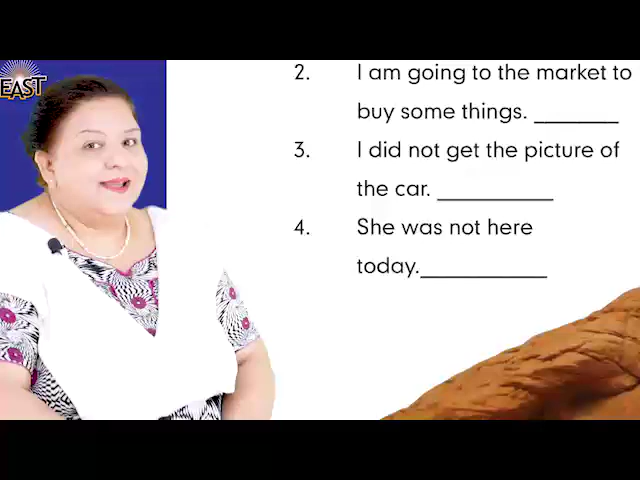 EAST
2. I am going to the market to
buy some things. _______
3. I did not get the picture of
the car. __________
4. She was not here
today.___________